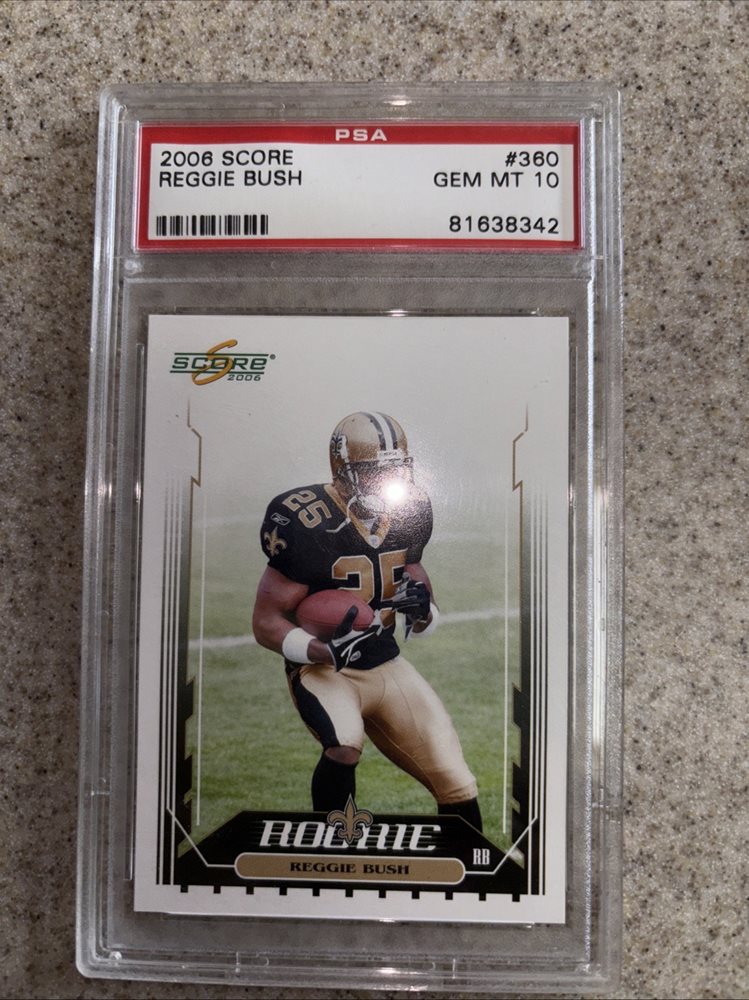 PSA
2006 SCORE #360
REGGIE BUSH GEM MT 10
81638342
SCORE®
2006
25
25
ROOKIE
RB
REGGIE BUSH